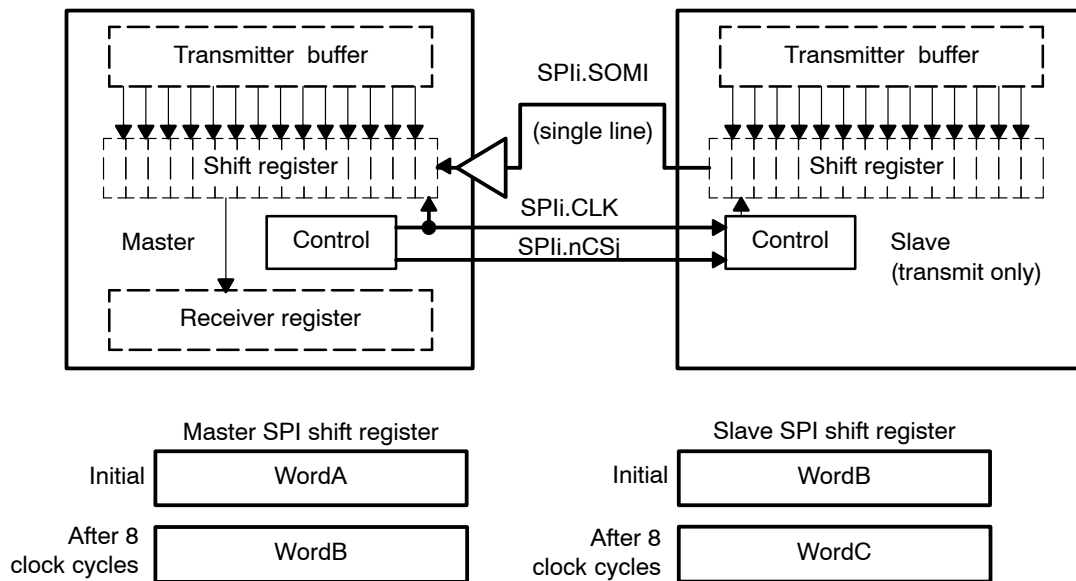 Transmitter buffer
Shift register
Master
Control
Receiver register
SPIi.SOMI
(single line)
SPIi.CLK
SPIi.nCSj
Transmitter buffer
Shift register
Control
Slave
(transmit only)
Master SPI shift register
Initial
WordA
After 8
clock cycles
WordB
Slave SPI shift register
Initial
WordB
After 8
clock cycles
WordC